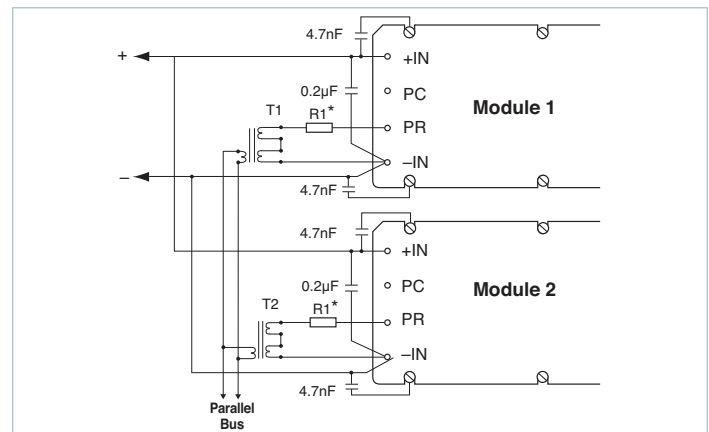 4.7nF
+
+IN
0.2µF
PC
Module 1
T1
R1*
PR
–
–IN
4.7nF
4.7nF
+IN
0.2µF
PC
Module 2
T2
R1*
PR
–IN
4.7nF
Parallel
Bus